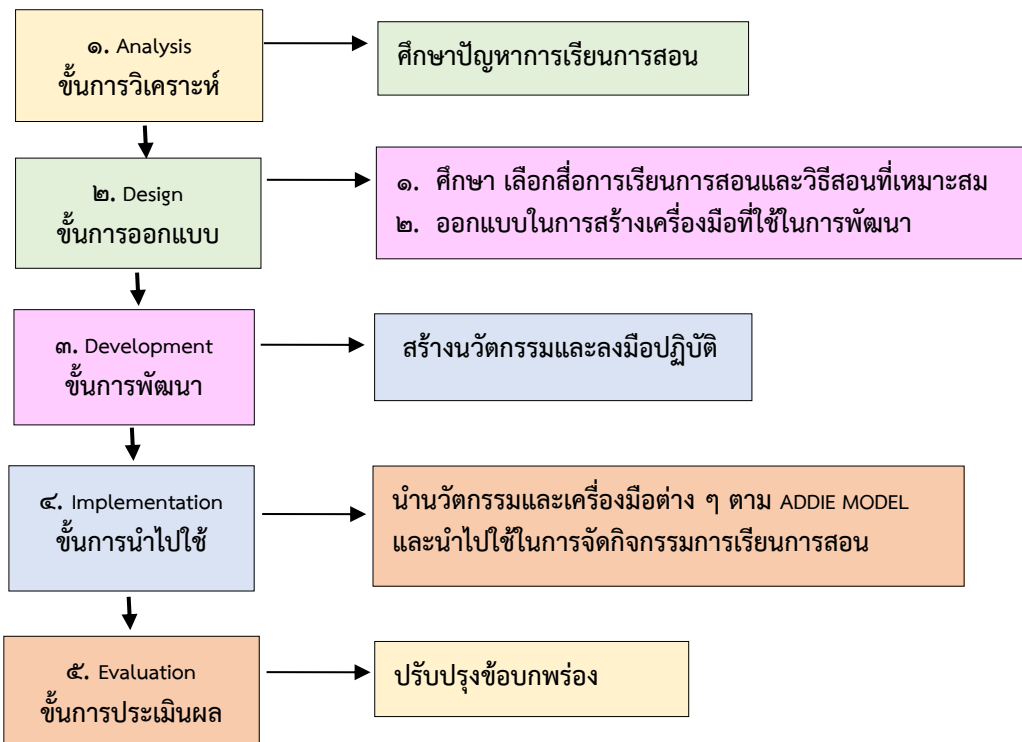 ๑. Analysis
ขั้นการวิเคราะห์
ศึกษาปัญหาการเรียนการสอน
๒. Design
ขั้นการออกแบบ
๑. ศึกษา เลือกสื่อการเรียนการสอนและวิธีสอนที่เหมาะสม
๒. ออกแบบในการสร้างเครื่องมือที่ใช้ในการพัฒนา
๓. Development
ขั้นการพัฒนา
สร้างนวัตกรรมและลงมือปฏิบัติ
๔. Implementation
ขั้นการนำไปใช้
นำนวัตกรรมและเครื่องมือต่าง ๆ ตาม ADDIE MODEL
และนำไปใช้ในการจัดกิจกรรมการเรียนการสอน
๕. Evaluation
ขั้นการประเมินผล
ปรับปรุงข้อบกพร่อง